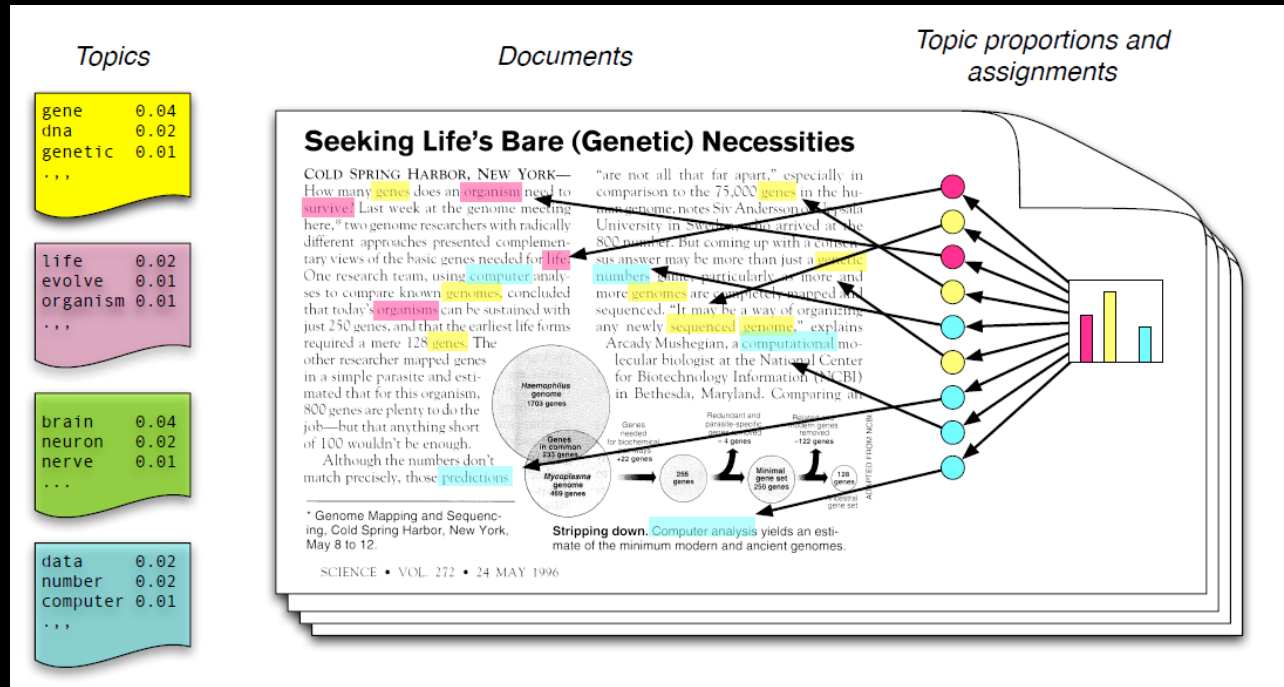 Topics
Documents
Topic proportions and
assignments
gene 0.04
dna 0.02
genetic 0.01
.,,
life 0.02
evolve 0.01
organism 0.01
.,,
brain 0.04
neuron 0.02
nerve 0.01
...
data 0.02
number 0.02
computer 0.01
.,,
Seeking Life's Bare (Genetic) Necessities
COLD SPRING HARBOR, NEW YORK—
How many genes does an organism need to
survive? Last week at the genome meeting
here,* two genome researchers with radically
different approaches presented complemen-
tary views of the basic genes needed for life.
One research team, using computer analy-
ses to compare known genomes, concluded
that today's organisms can be sustained with
just 250 genes, and that the earliest life forms
required a mere 128 genes. The
other researcher mapped genes
in a simple parasite and esti-
mated that for this organism,
800 genes are plenty to do the
job—but that anything short
of 100 wouldn't be enough.
Although the numbers don't
match precisely, those predictions
* Genome Mapping and Sequenc-
ing, Cold Spring Harbor, New York,
May 8 to 12.
"are not all that far apart," especially in
comparison to the 75,000 genes in the hu-
man genome, notes Siv Andersson of Uppsala
University in Sweden, who arrived at the
800 number. But coming up with a consen-
sus answer may be more than just a genetic
numbers game, particularly as more and
more genomes are completely mapped and
sequenced. "It may be a way of organizing
any newly sequenced genome," explains
Arcady Mushegian, a computational mo-
lecular biologist at the National Center
for Biotechnology Information (NCBI)
in Bethesda, Maryland. Comparing an
Haemophilus
genome
1703 genes
Genes
in common
233 genes
Mycoplasma
genome
469 genes
Genes
needed
for biochemical
+22 genes
256
genes
Redundant and
parasite-specific
genes removed
– 4 genes
Minimal
gene set
250 genes
Related and
modern genes
removed
–122 genes
128
genes
gene set
ADAPTED FROM NCBI
Stripping down. Computer analysis yields an esti-
mate of the minimum modern and ancient genomes.
SCIENCE • VOL. 272 • 24 MAY 1996